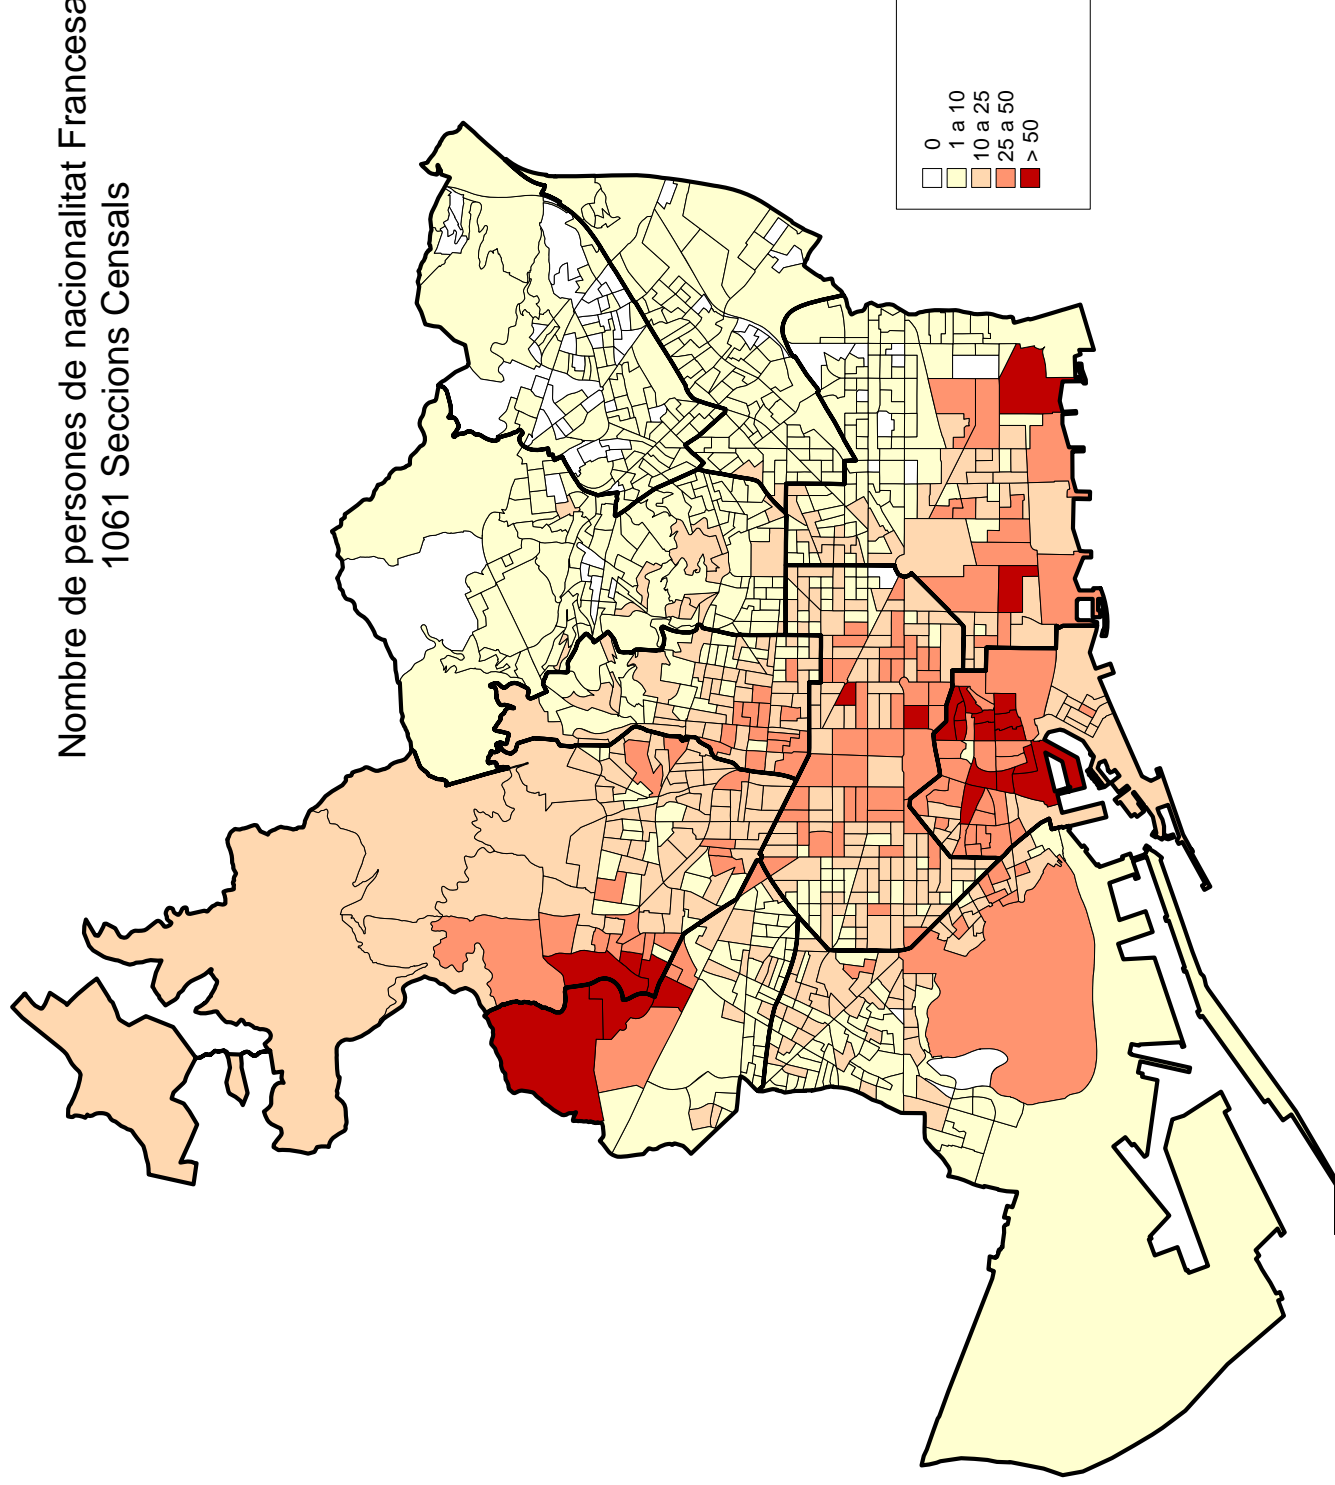 Nombre de persones de nacionalitat Francesa
1061 Seccions Censals
0
1 a 10
10 a 25
25 a 50
> 50